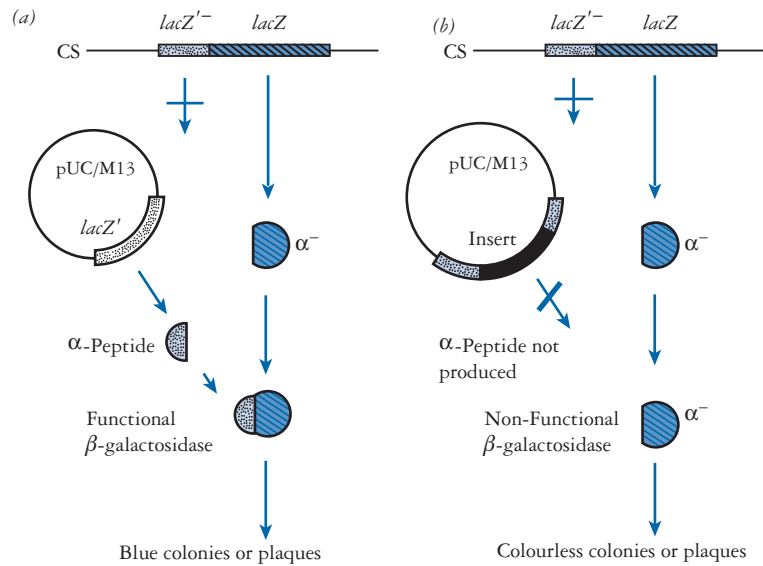 (a)
lacZ'⁻
lacZ
CS
pUC/M13
lacZ'
α⁻
α-Peptide
Functional
β-galactosidase
Blue colonies or plaques
(b)
lacZ'⁻
lacZ
CS
pUC/M13
Insert
α⁻
α-Peptide not
produced
Non-Functional
β-galactosidase
α⁻
Colourless colonies or plaques